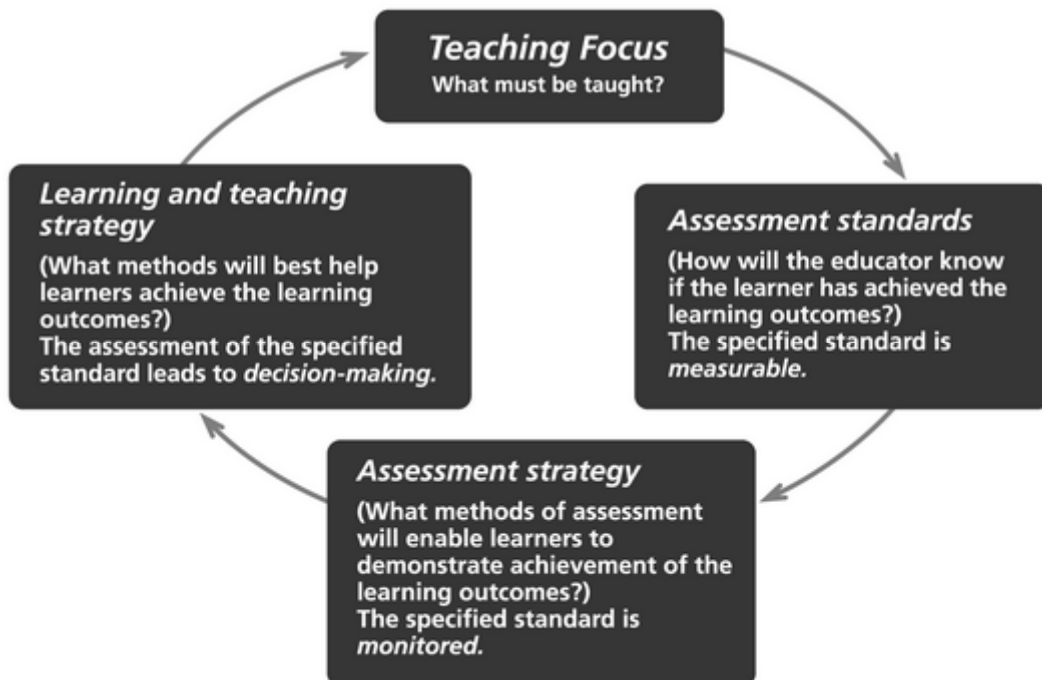 Teaching Focus
What must be taught?
Learning and teaching
strategy
(What methods will best help
learners achieve the learning
outcomes?)
The assessment of the specified
standard leads to decision-making.
Assessment standards
(How will the educator know
if the learner has achieved the
learning outcomes?)
The specified standard is
measurable.
Assessment strategy
(What methods of assessment
will enable learners to
demonstrate achievement of the
learning outcomes?)
The specified standard is
monitored.